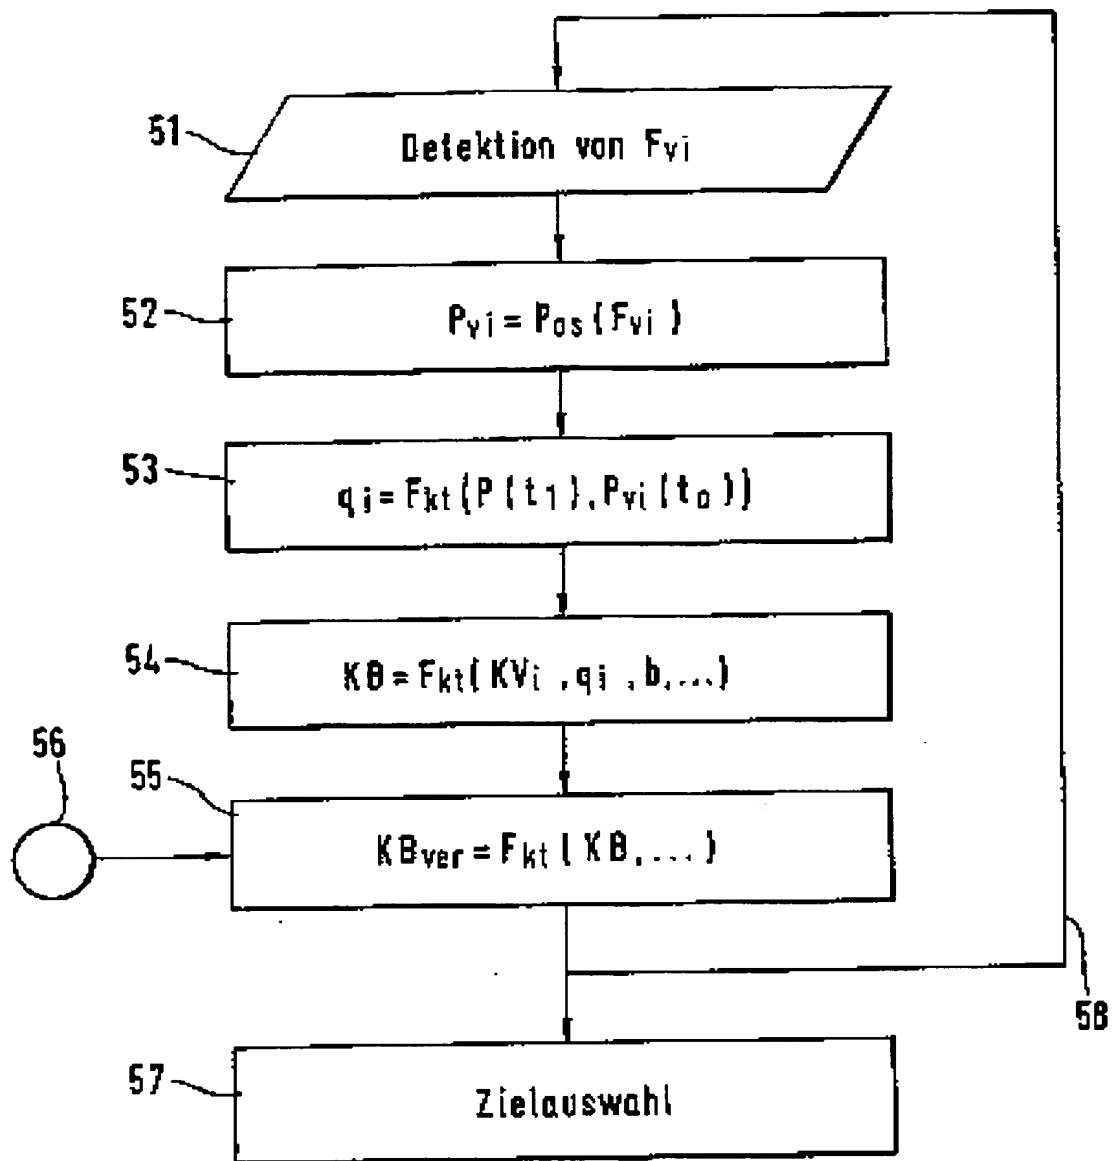 51
Detektion von Fvi
52
Pvi = Pos (Fvi)
53
qi = Fkt (P(t1), Pvi(t0))
54
KB = Fkt (KVi, qi, b, ...)
56
55
KBver = Fkt (KB, ...)
58
57
Zielauswahl